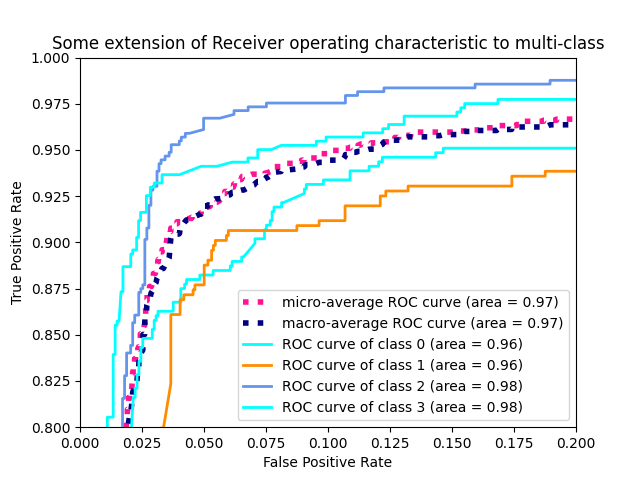 Some extension of Receiver operating characteristic to multi-class
1.000
0.975
0.950
0.925
0.900
0.875
0.850
0.825
0.800
True Positive Rate
micro-average ROC curve (area = 0.97)
macro-average ROC curve (area = 0.97)
ROC curve of class 0 (area = 0.96)
ROC curve of class 1 (area = 0.96)
ROC curve of class 2 (area = 0.98)
ROC curve of class 3 (area = 0.98)
0.000 0.025 0.050 0.075 0.100 0.125 0.150 0.175 0.200
False Positive Rate